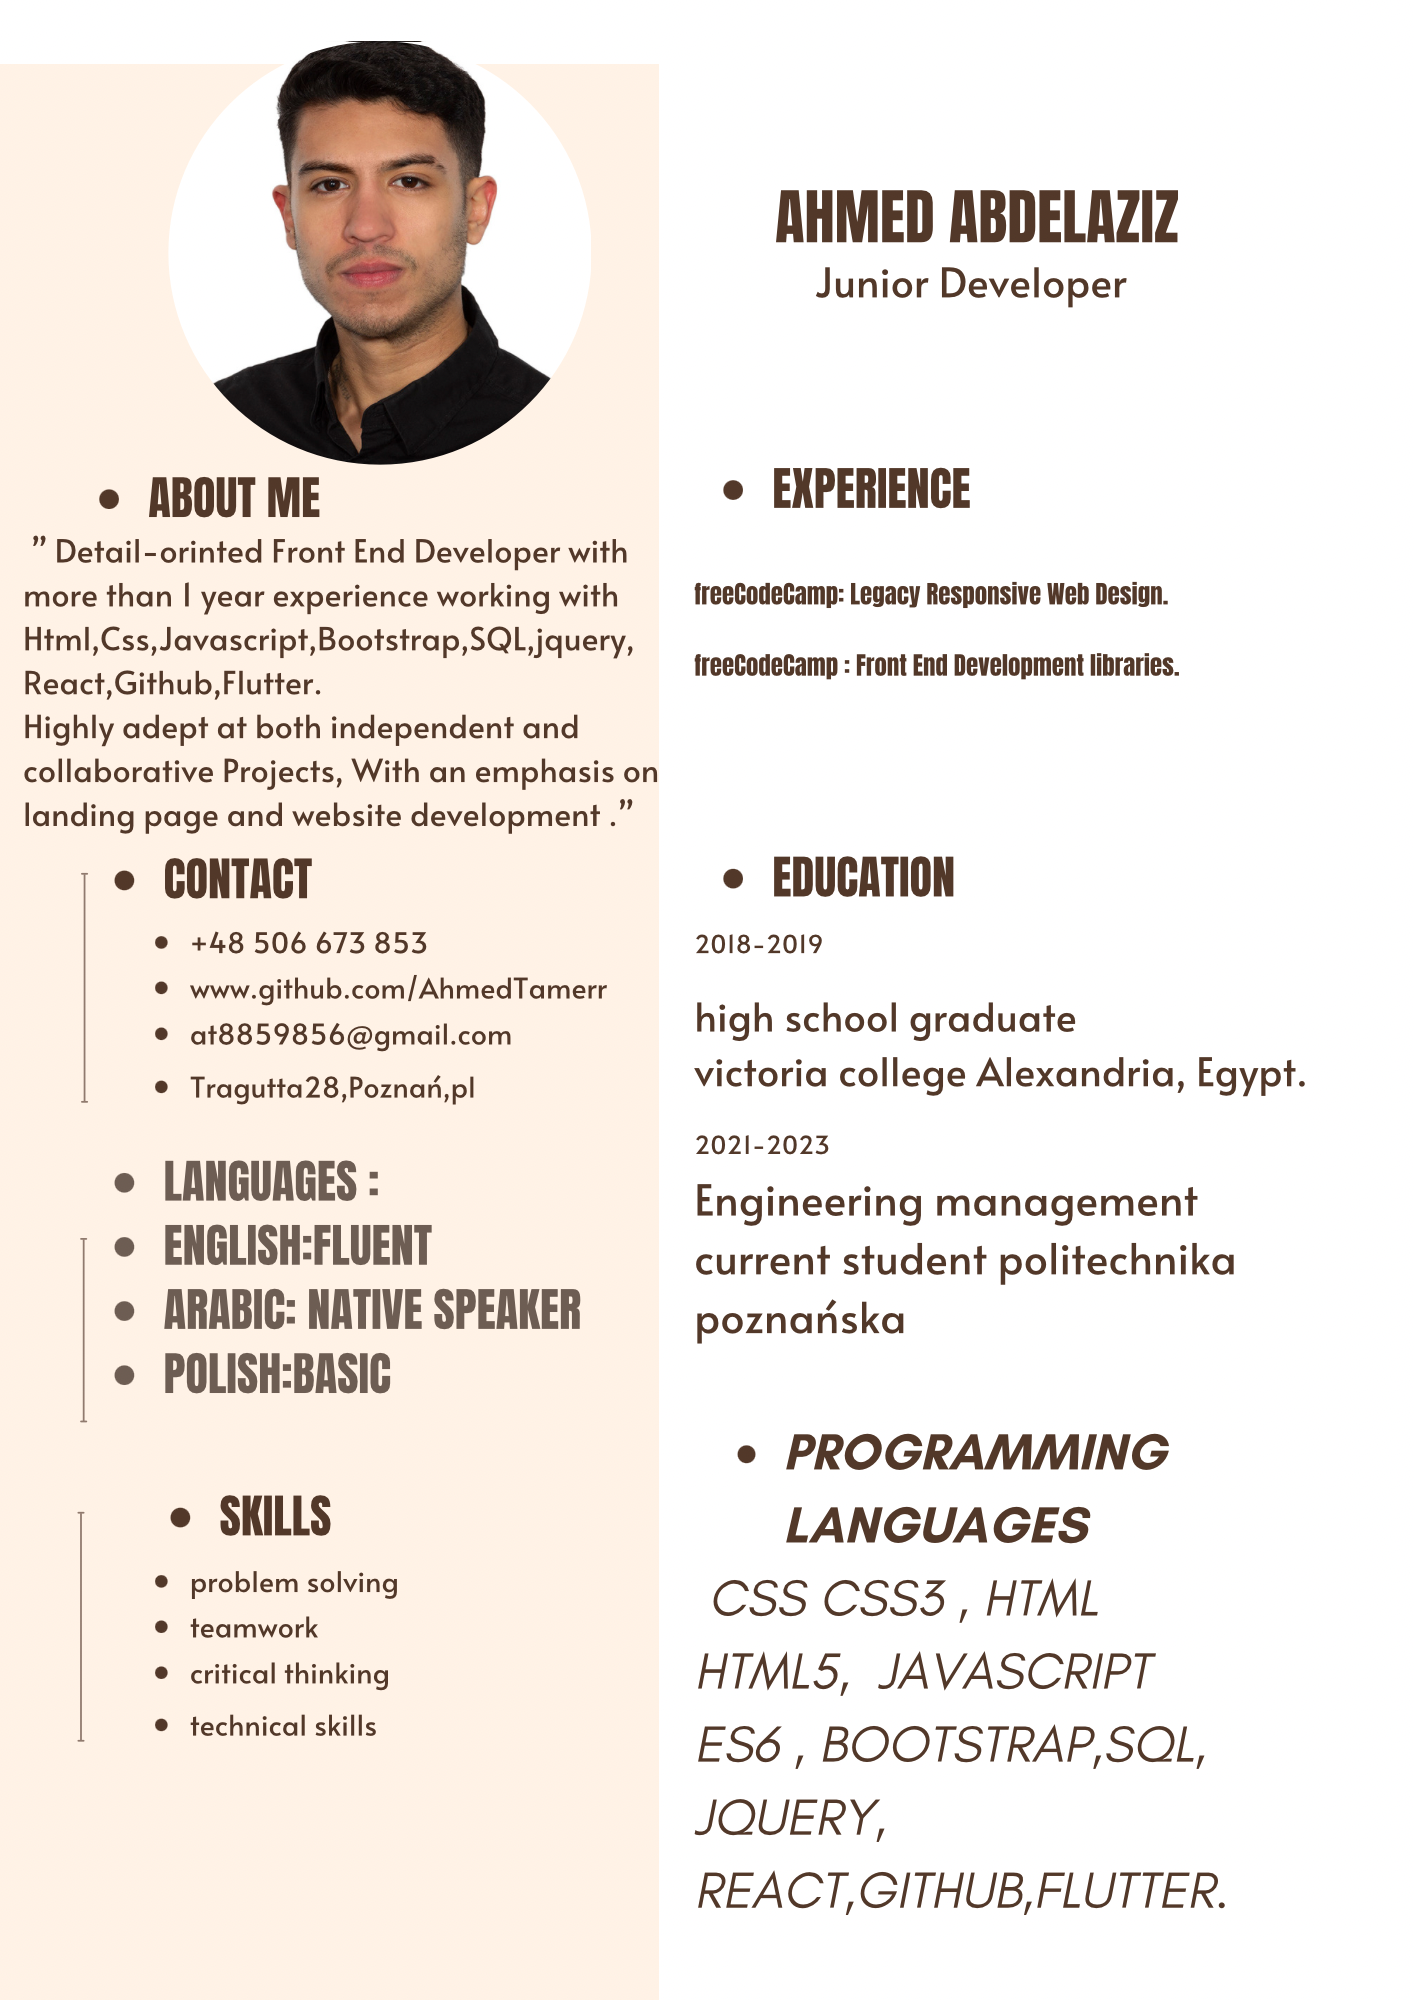 AHMED ABDELAZIZ
Junior Developer
ABOUT ME
” Detail-orinted Front End Developer with
more than 1 year experience working with
Html,Css,Javascript,Bootstrap,SQL,jquery,
React,Github,Flutter.
Highly adept at both independent and
collaborative Projects, With an emphasis on
landing page and website development .”
CONTACT
+48 506 673 853
www.github.com/AhmedTamerr
at8859856@gmail.com
Tragutta28,Poznań,pl
LANGUAGES :
ENGLISH:FLUENT
ARABIC: NATIVE SPEAKER
POLISH:BASIC
SKILLS
problem solving
teamwork
critical thinking
technical skills
EXPERIENCE
freeCodeCamp: Legacy Responsive Web Design.
freeCodeCamp : Front End Development libraries.
EDUCATION
2018-2019
high school graduate
victoria college Alexandria, Egypt.
2021-2023
Engineering management
current student politechnika
poznańska
PROGRAMMING
LANGUAGES
CSS CSS3 , HTML
HTML5, JAVASCRIPT
ES6 , BOOTSTRAP,SQL,
JQUERY,
REACT,GITHUB,FLUTTER.